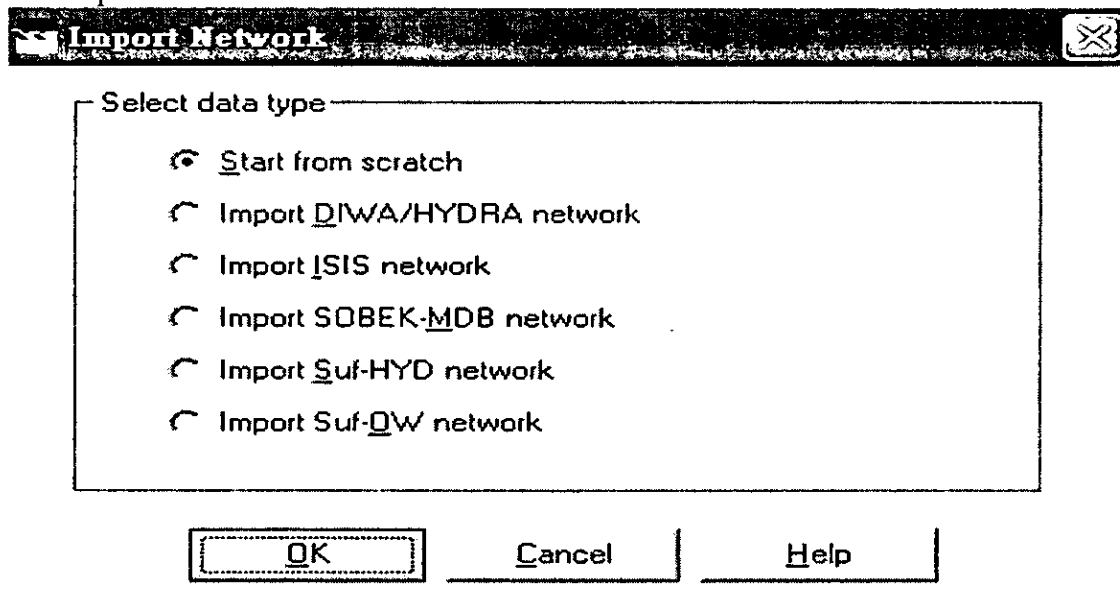 Import Network
Select data type
Start from scratch
Import DIWA/HYDRA network
Import ISIS network
Import SOBEK-MDB network
Import Suf-HYD network
Import Suf-OW network
OK Cancel Help